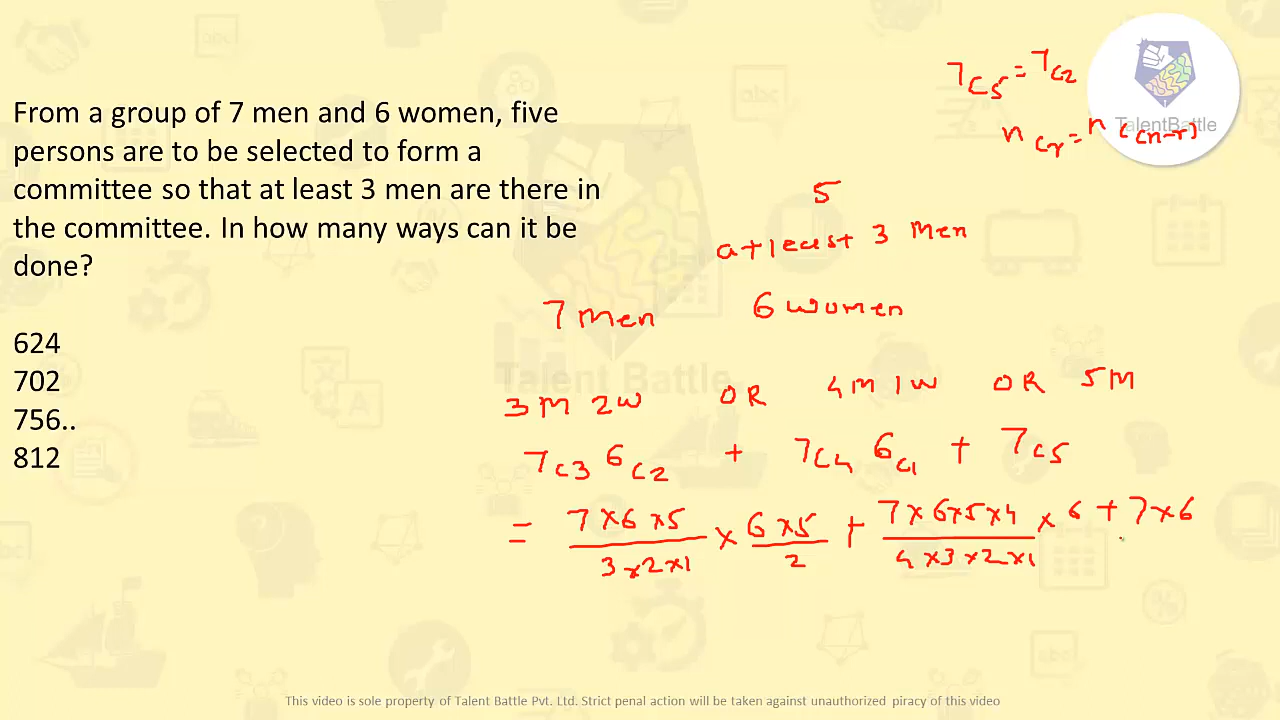 From a group of 7 men and 6 women, five
persons are to be selected to form a
committee so that at least 3 men are there in
the committee. In how many ways can it be
done?
624
702
756..
812
7C5 = 7C2
TalentBattle
nCr = nC(n-r)
5
atleast 3 Men
7 Men 6 women
Talent Battle
3M 2W OR 4M 1W OR 5M
7C3 6C2 + 7C4 6C1 + 7C5
= 7×6×5 × 6×5 + 7×6×5×4 × 6 + 7×6
3×2×1 2 4×3×2×1
This video is sole property of Talent Battle Pvt. Ltd. Strict penal action will be taken against unauthorized piracy of this video